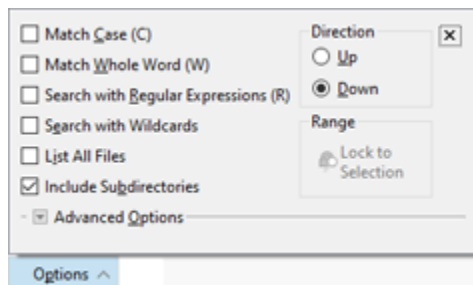 Match Case (C)
Match Whole Word (W)
Search with Regular Expressions (R)
Search with Wildcards
List All Files
Include Subdirectories
Direction
Up
Down
Range
Lock to
Selection
Advanced Options
Options